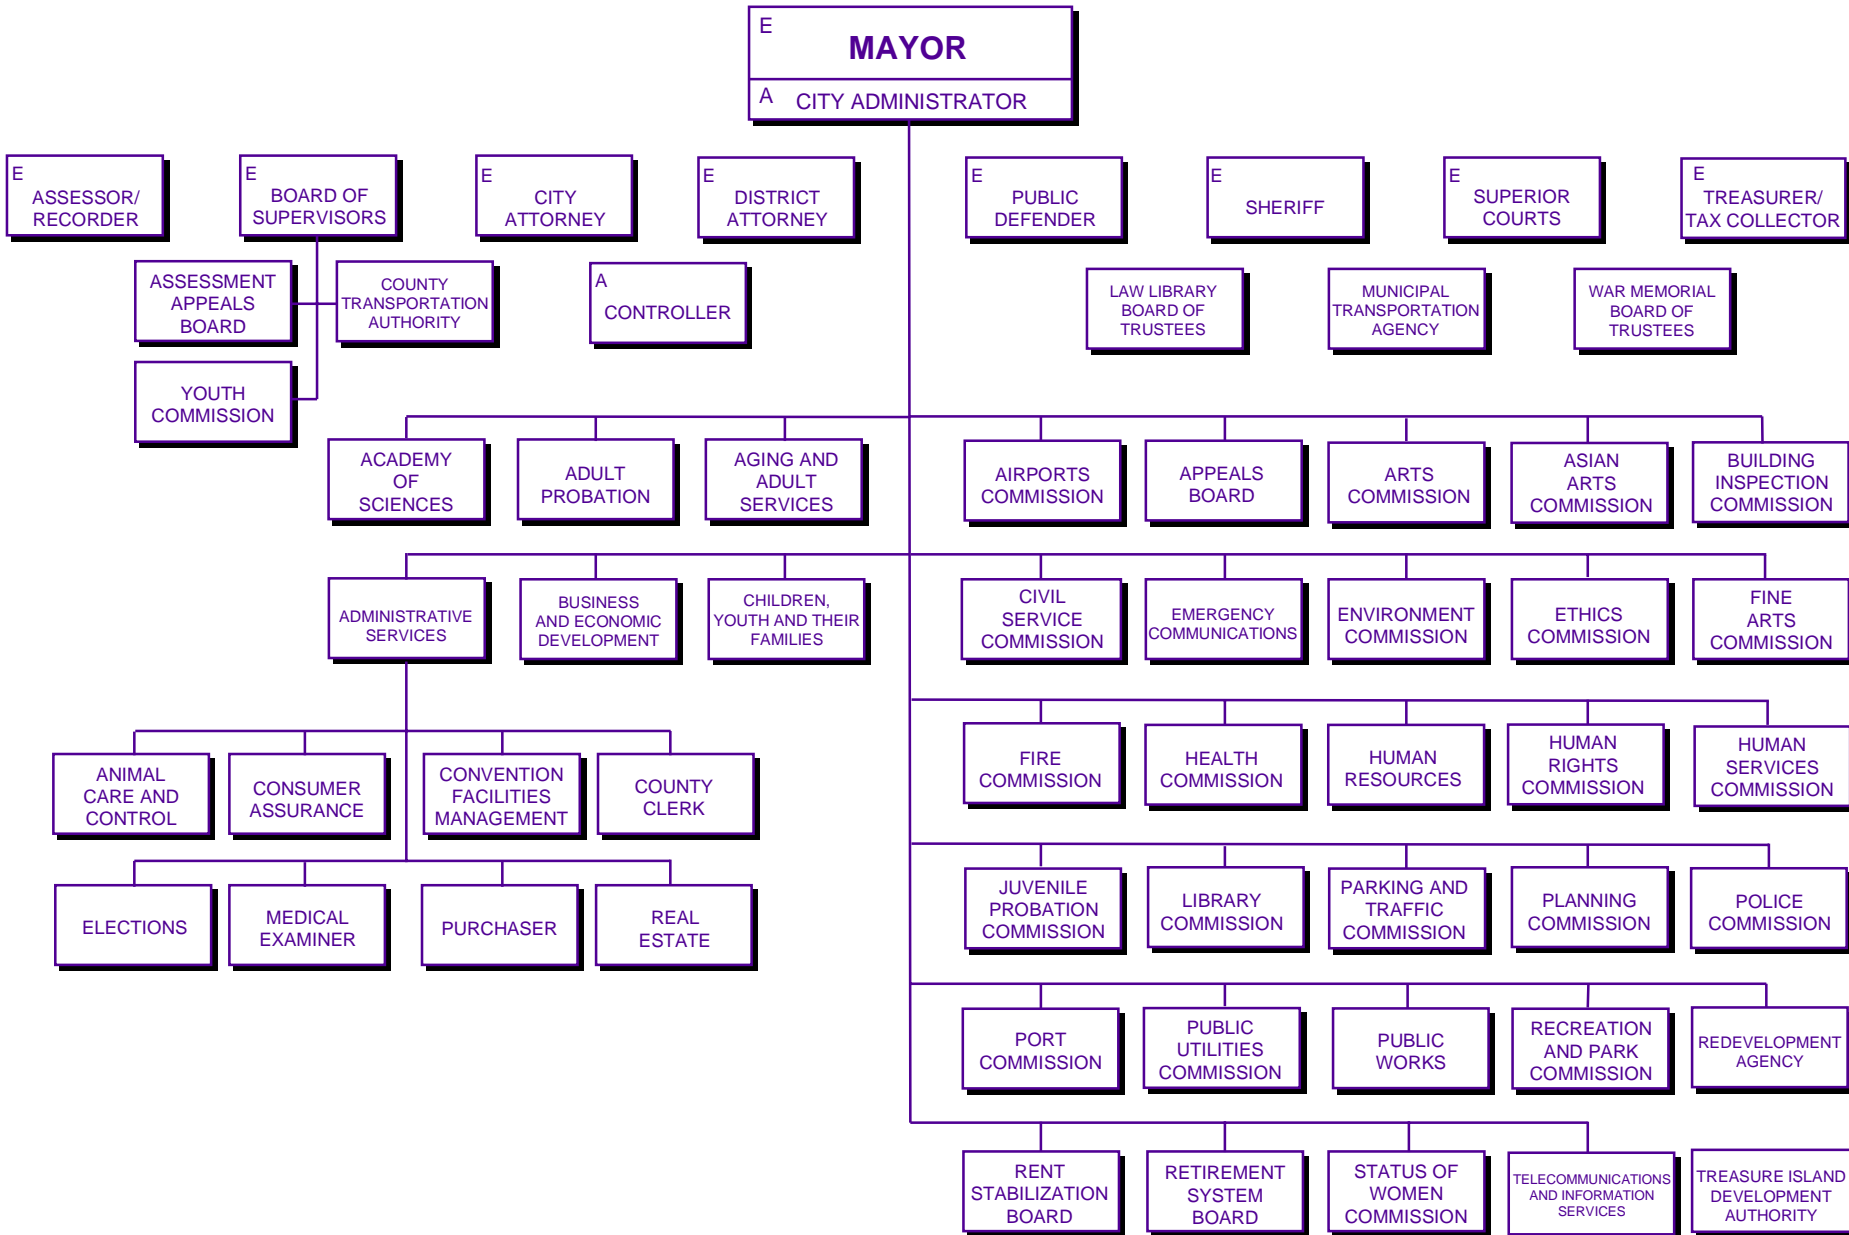 E
MAYOR
A CITY ADMINISTRATOR
E
ASSESSOR/
RECORDER
E
BOARD OF
SUPERVISORS
E
CITY
ATTORNEY
E
DISTRICT
ATTORNEY
E
PUBLIC
DEFENDER
E
SHERIFF
E
SUPERIOR
COURTS
E
TREASURER/
TAX COLLECTOR
ASSESSMENT
APPEALS
BOARD
COUNTY
TRANSPORTATION
AUTHORITY
A
CONTROLLER
LAW LIBRARY
BOARD OF
TRUSTEES
MUNICIPAL
TRANSPORTATION
AGENCY
WAR MEMORIAL
BOARD OF
TRUSTEES
YOUTH
COMMISSION
ACADEMY
OF
SCIENCES
ADULT
PROBATION
AGING AND
ADULT
SERVICES
AIRPORTS
COMMISSION
APPEALS
BOARD
ARTS
COMMISSION
ASIAN
ARTS
COMMISSION
BUILDING
INSPECTION
COMMISSION
ADMINISTRATIVE
SERVICES
BUSINESS
AND ECONOMIC
DEVELOPMENT
CHILDREN,
YOUTH AND THEIR
FAMILIES
CIVIL
SERVICE
COMMISSION
EMERGENCY
COMMUNICATIONS
ENVIRONMENT
COMMISSION
ETHICS
COMMISSION
FINE
ARTS
COMMISSION
ANIMAL
CARE AND
CONTROL
CONSUMER
ASSURANCE
CONVENTION
FACILITIES
MANAGEMENT
COUNTY
CLERK
FIRE
COMMISSION
HEALTH
COMMISSION
HUMAN
RESOURCES
HUMAN
RIGHTS
COMMISSION
HUMAN
SERVICES
COMMISSION
ELECTIONS
MEDICAL
EXAMINER
PURCHASER
REAL
ESTATE
JUVENILE
PROBATION
COMMISSION
LIBRARY
COMMISSION
PARKING AND
TRAFFIC
COMMISSION
PLANNING
COMMISSION
POLICE
COMMISSION
PORT
COMMISSION
PUBLIC
UTILITIES
COMMISSION
PUBLIC
WORKS
RECREATION
AND PARK
COMMISSION
REDEVELOPMENT
AGENCY
RENT
STABILIZATION
BOARD
RETIREMENT
SYSTEM
BOARD
STATUS OF
WOMEN
COMMISSION
TELECOMMUNICATIONS
AND INFORMATION
SERVICES
TREASURE ISLAND
DEVELOPMENT
AUTHORITY